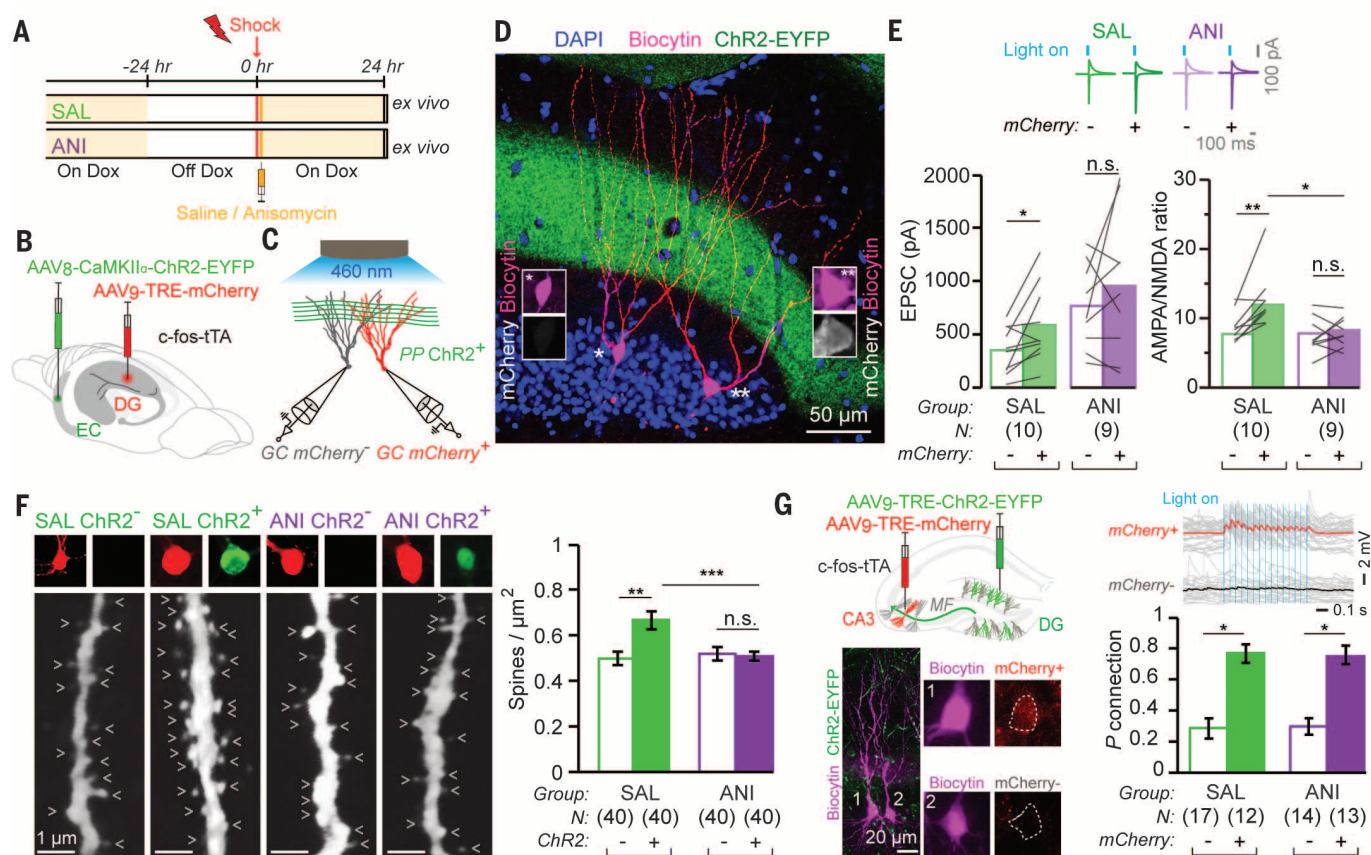 A
Shock
-24 hr 0 hr 24 hr
SAL ex vivo
ANI ex vivo
On Dox Off Dox On Dox
Saline / Anisomycin
B
AAV8-CaMKIIα-ChR2-EYFP
AAV9-TRE-mCherry
c-fos-tTA
DG
EC
C
460 nm
PP ChR2+
GC mCherry- GC mCherry+
D
DAPI Biocytin ChR2-EYFP
* Biocytin
mCherry
** Biocytin
mCherry
*
**
50 µm
E
SAL ANI
Light on
100 pA
mCherry: - + - +
100 ms
EPSC (pA)
2000
1500
1000
500
0
*
n.s.
Group: SAL ANI
N: (10) (9)
mCherry: - + - +
AMPA/NMDA ratio
30
20
10
0
**
*
n.s.
SAL ANI
(10) (9)
- + - +
F
SAL ChR2- SAL ChR2+ ANI ChR2- ANI ChR2+
1 µm
Spines / µm2
1
0.8
0.6
0.4
0.2
0
**
***
n.s.
Group: SAL ANI
N: (40) (40) (40) (40)
ChR2: - + - +
G
AAV9-TRE-ChR2-EYFP
AAV9-TRE-mCherry
c-fos-tTA
CA3
MF
DG
Biocytin ChR2-EYFP
1 2
20 µm
Biocytin mCherry+
1
Biocytin mCherry-
2
Light on
mCherry+
mCherry-
2 mV
0.1 s
P connection
1
0.8
0.6
0.4
0.2
0
* *
Group: SAL ANI
N: (17) (12) (14) (13)
mCherry: - + - +